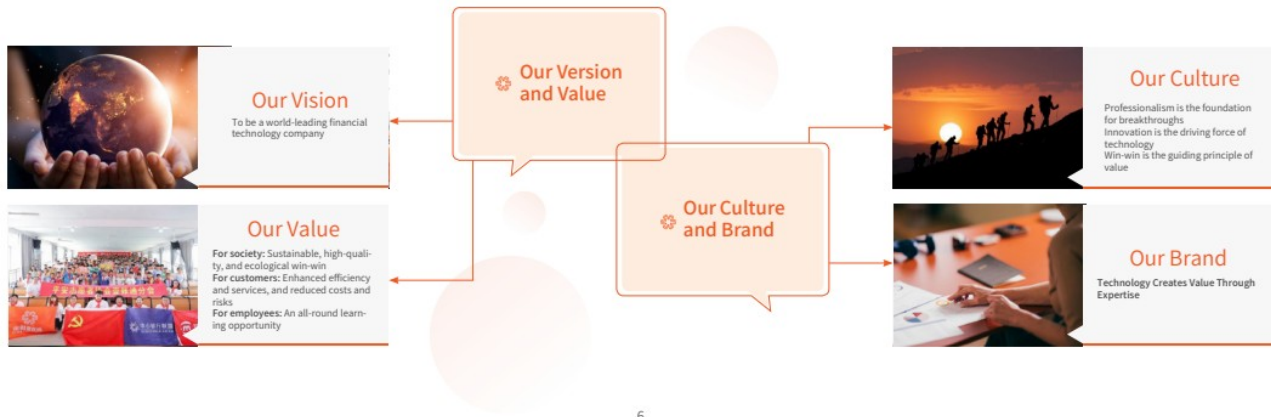 Our Version
and Value
Our Vision
To be a world-leading financial
technology company
Our Value
For society: Sustainable, high-quali-
ty, and ecological win-win
For customers: Enhanced efficiency
and services, and reduced costs and
risks
For employees: An all-round learn-
ing opportunity
Our Culture
and Brand
Our Culture
Professionalism is the foundation
for breakthroughs
Innovation is the driving force of
technology
Win-win is the guiding principle of
value
Our Brand
Technology Creates Value Through
Expertise
6